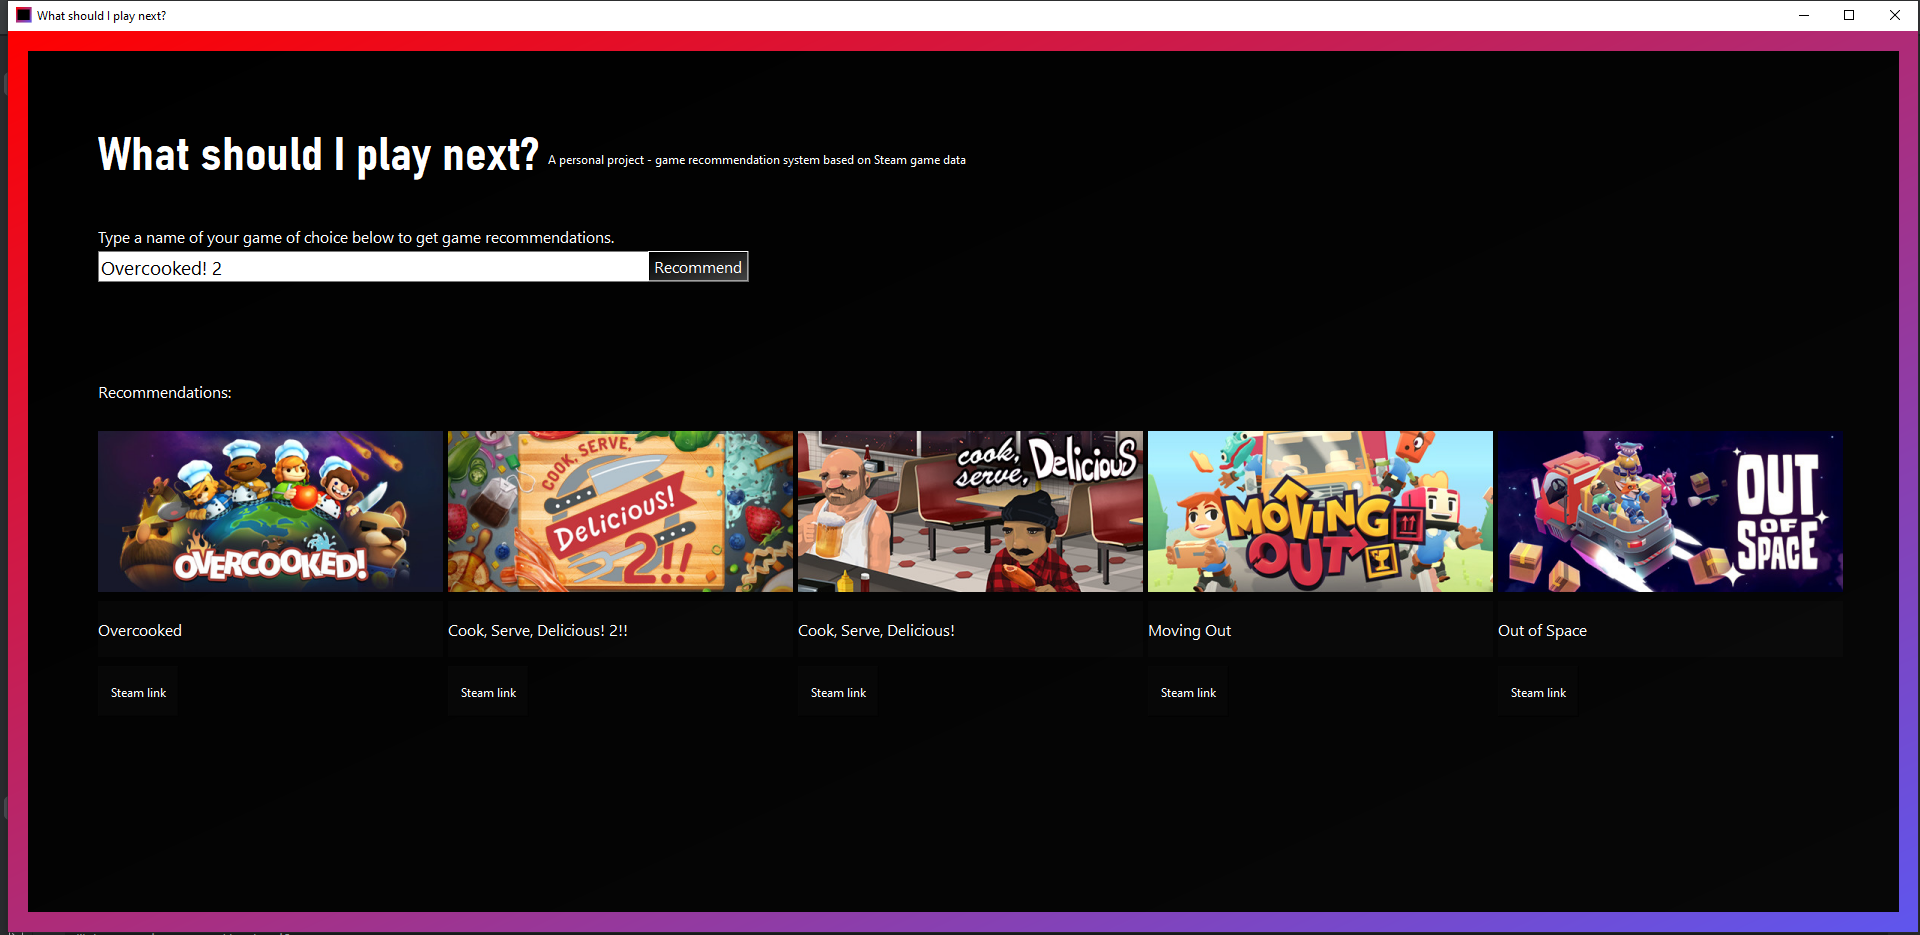 What should I play next?
What should I play next? A personal project - game recommendation system based on Steam game data
Type a name of your game of choice below to get game recommendations.
Overcooked! 2 Recommend
Recommendations:
OVERCOOKED!
COOK, SERVE,
Delicious!
2!!
cook, serve, Delicious
MOVING
OUT
OUT
OF
SPACE
Overcooked
Cook, Serve, Delicious! 2!!
Cook, Serve, Delicious!
Moving Out
Out of Space
Steam link
Steam link
Steam link
Steam link
Steam link